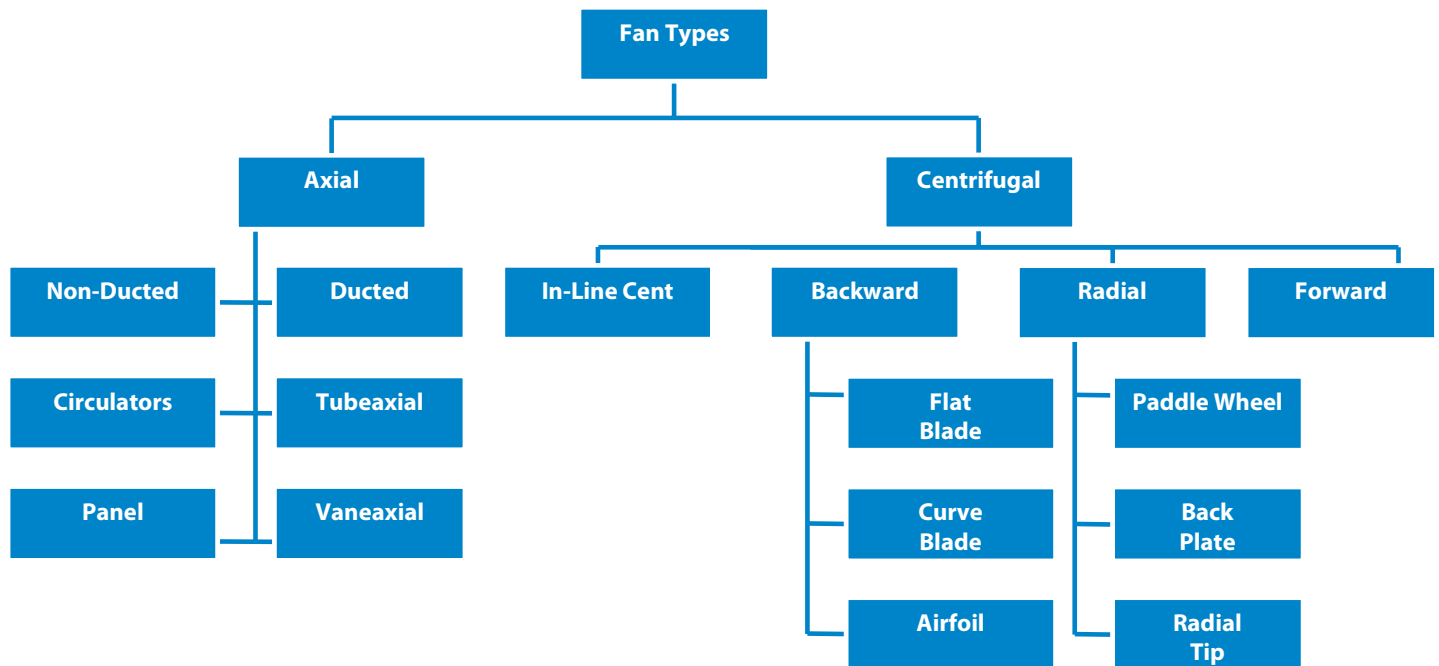 Fan Types
Axial
Centrifugal
Non-Ducted
Ducted
In-Line Cent
Backward
Radial
Forward
Circulators
Tubeaxial
Flat
Blade
Paddle Wheel
Panel
Vaneaxial
Curve
Blade
Back
Plate
Airfoil
Radial
Tip